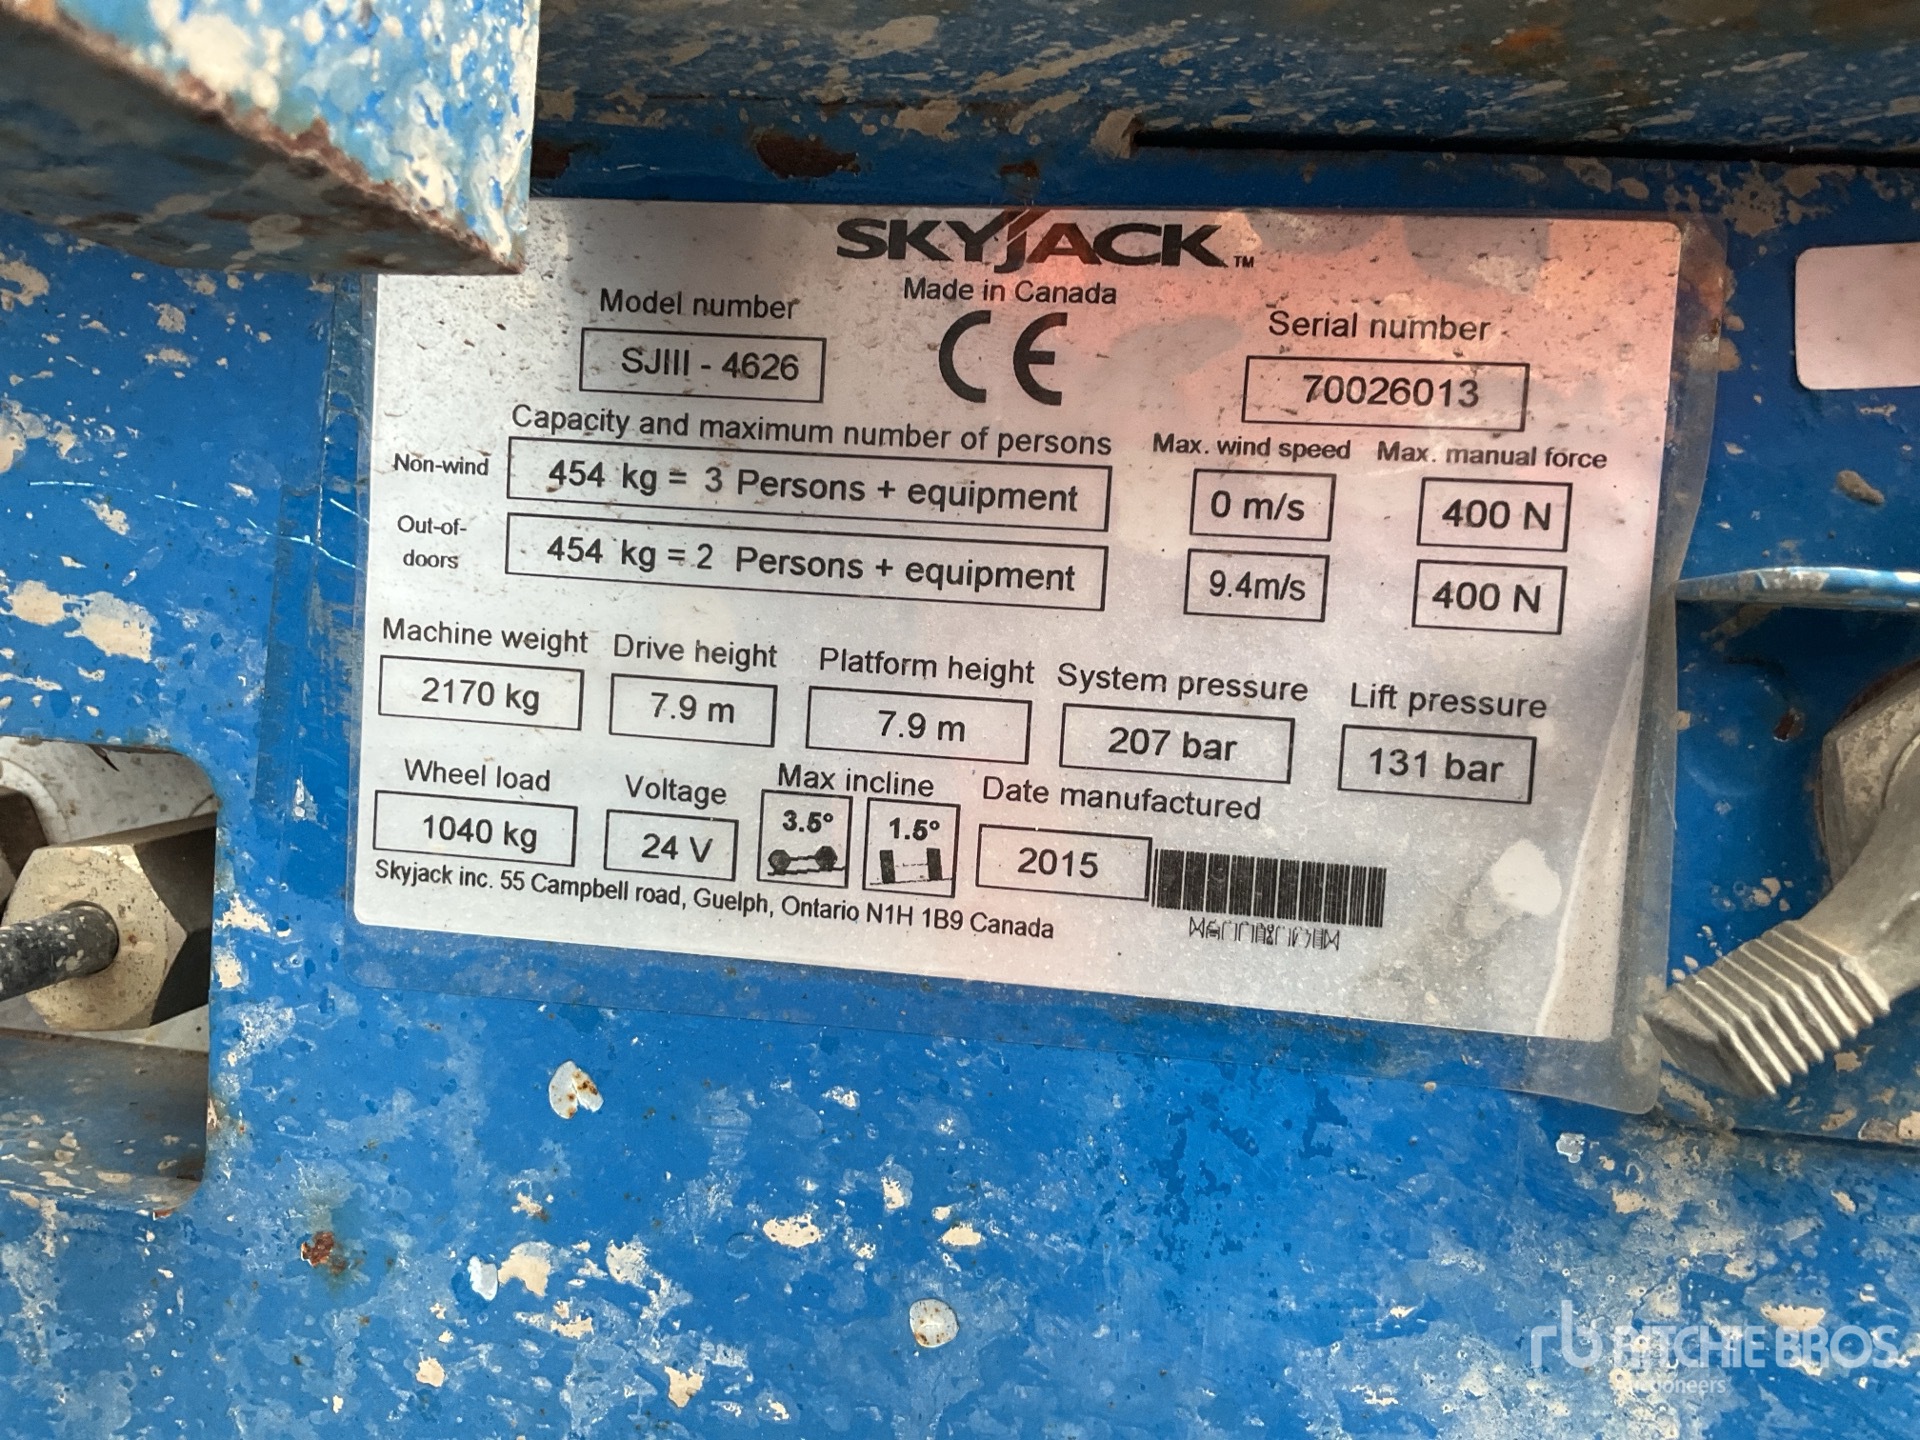 SKYJACK™
Made in Canada
CE
Model number
SJIII - 4626
Serial number
70026013
Capacity and maximum number of persons
Max. wind speed
Max. manual force
Non-wind
454 kg = 3 Persons + equipment
0 m/s
400 N
Out-of-
doors
454 kg = 2 Persons + equipment
9.4m/s
400 N
Machine weight
2170 kg
Drive height
7.9 m
Platform height
7.9 m
System pressure
207 bar
Lift pressure
131 bar
Wheel load
1040 kg
Voltage
24 V
Max incline
3.5°
1.5°
Date manufactured
2015
Skyjack inc. 55 Campbell road, Guelph, Ontario N1H 1B9 Canada
rb RITCHIE BROS
Auctioneers